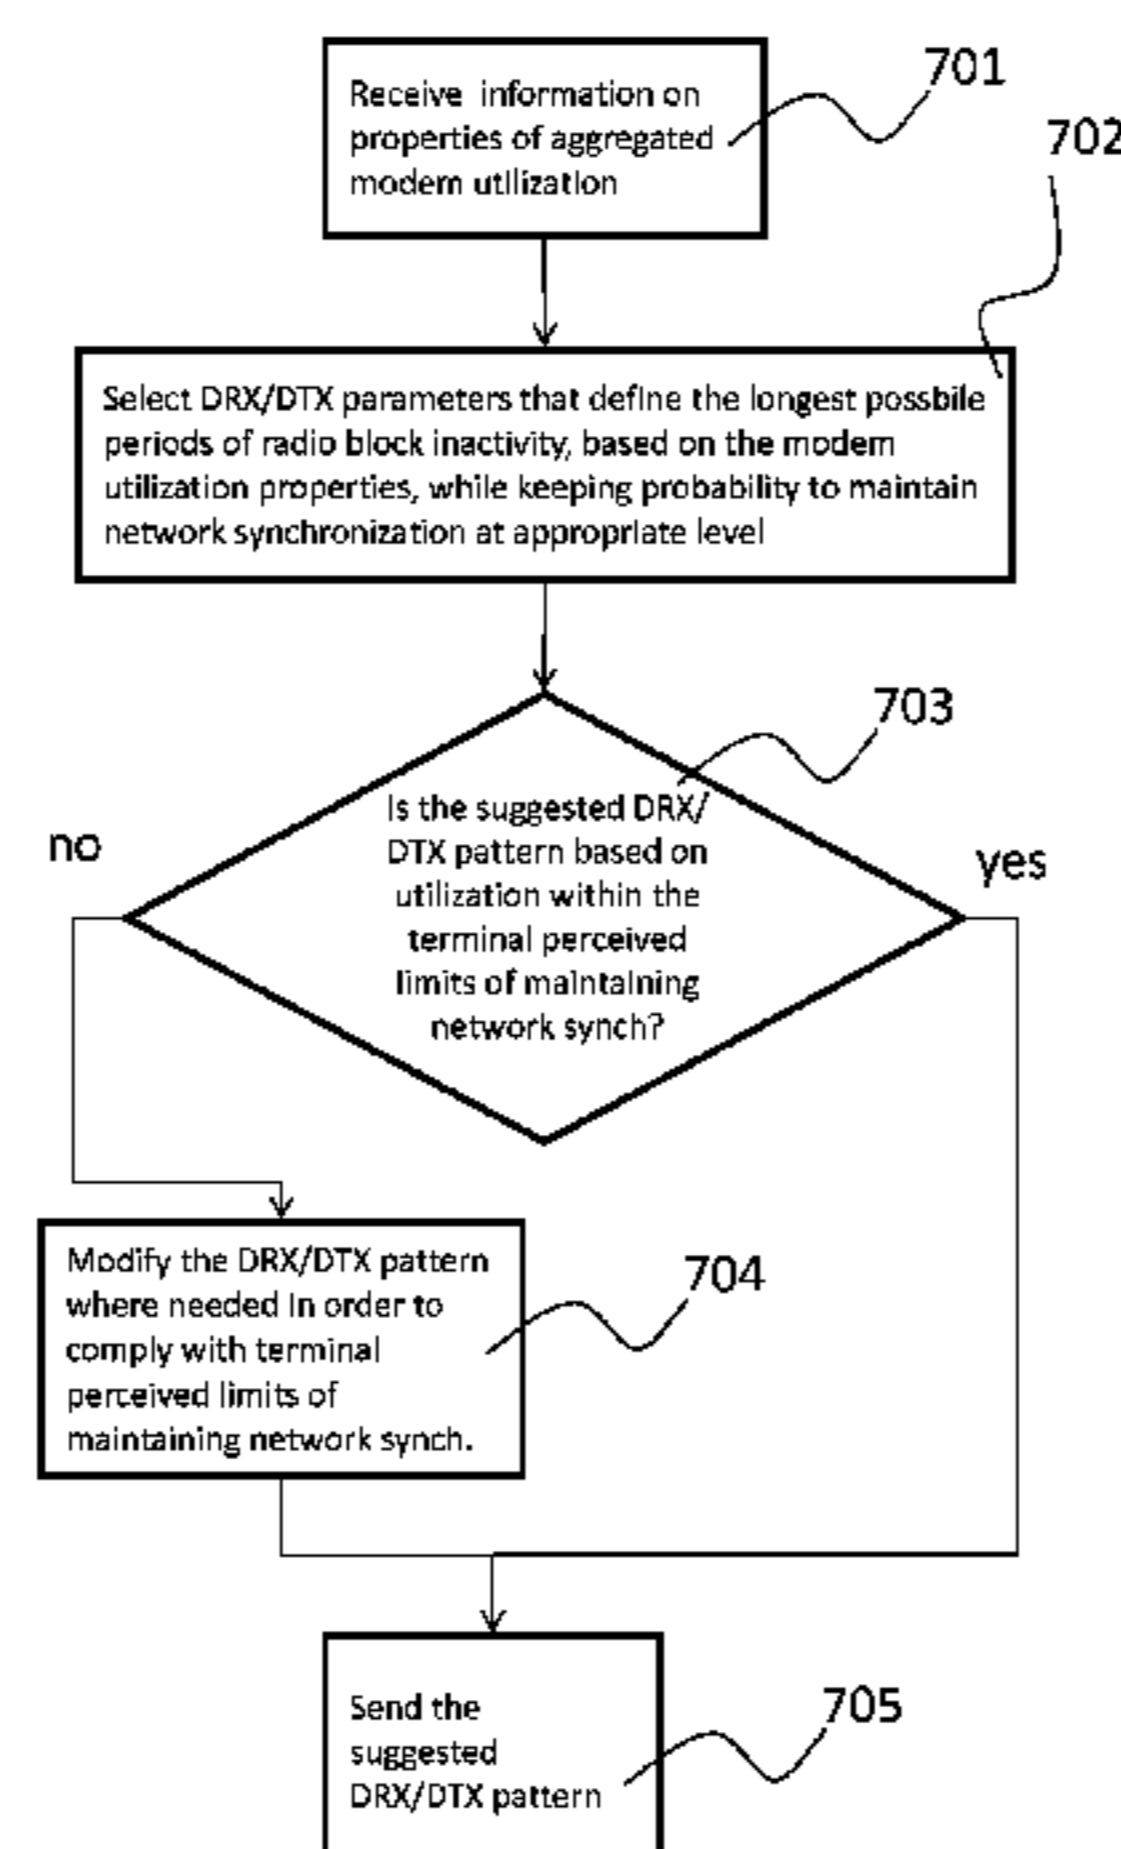 701
Receive information on
properties of aggregated
modem utilization
702
Select DRX/DTX parameters that define the longest possbile
periods of radio block inactivity, based on the modem
utilization properties, while keeping probability to maintain
network synchronization at appropriate level
703
Is the suggested DRX/
DTX pattern based on
utilization within the
terminal perceived
limits of maintaining
network synch?
no
yes
Modify the DRX/DTX pattern
where needed in order to
comply with terminal
perceived limits of
maintaining network synch.
704
Send the
suggested
DRX/DTX pattern
705